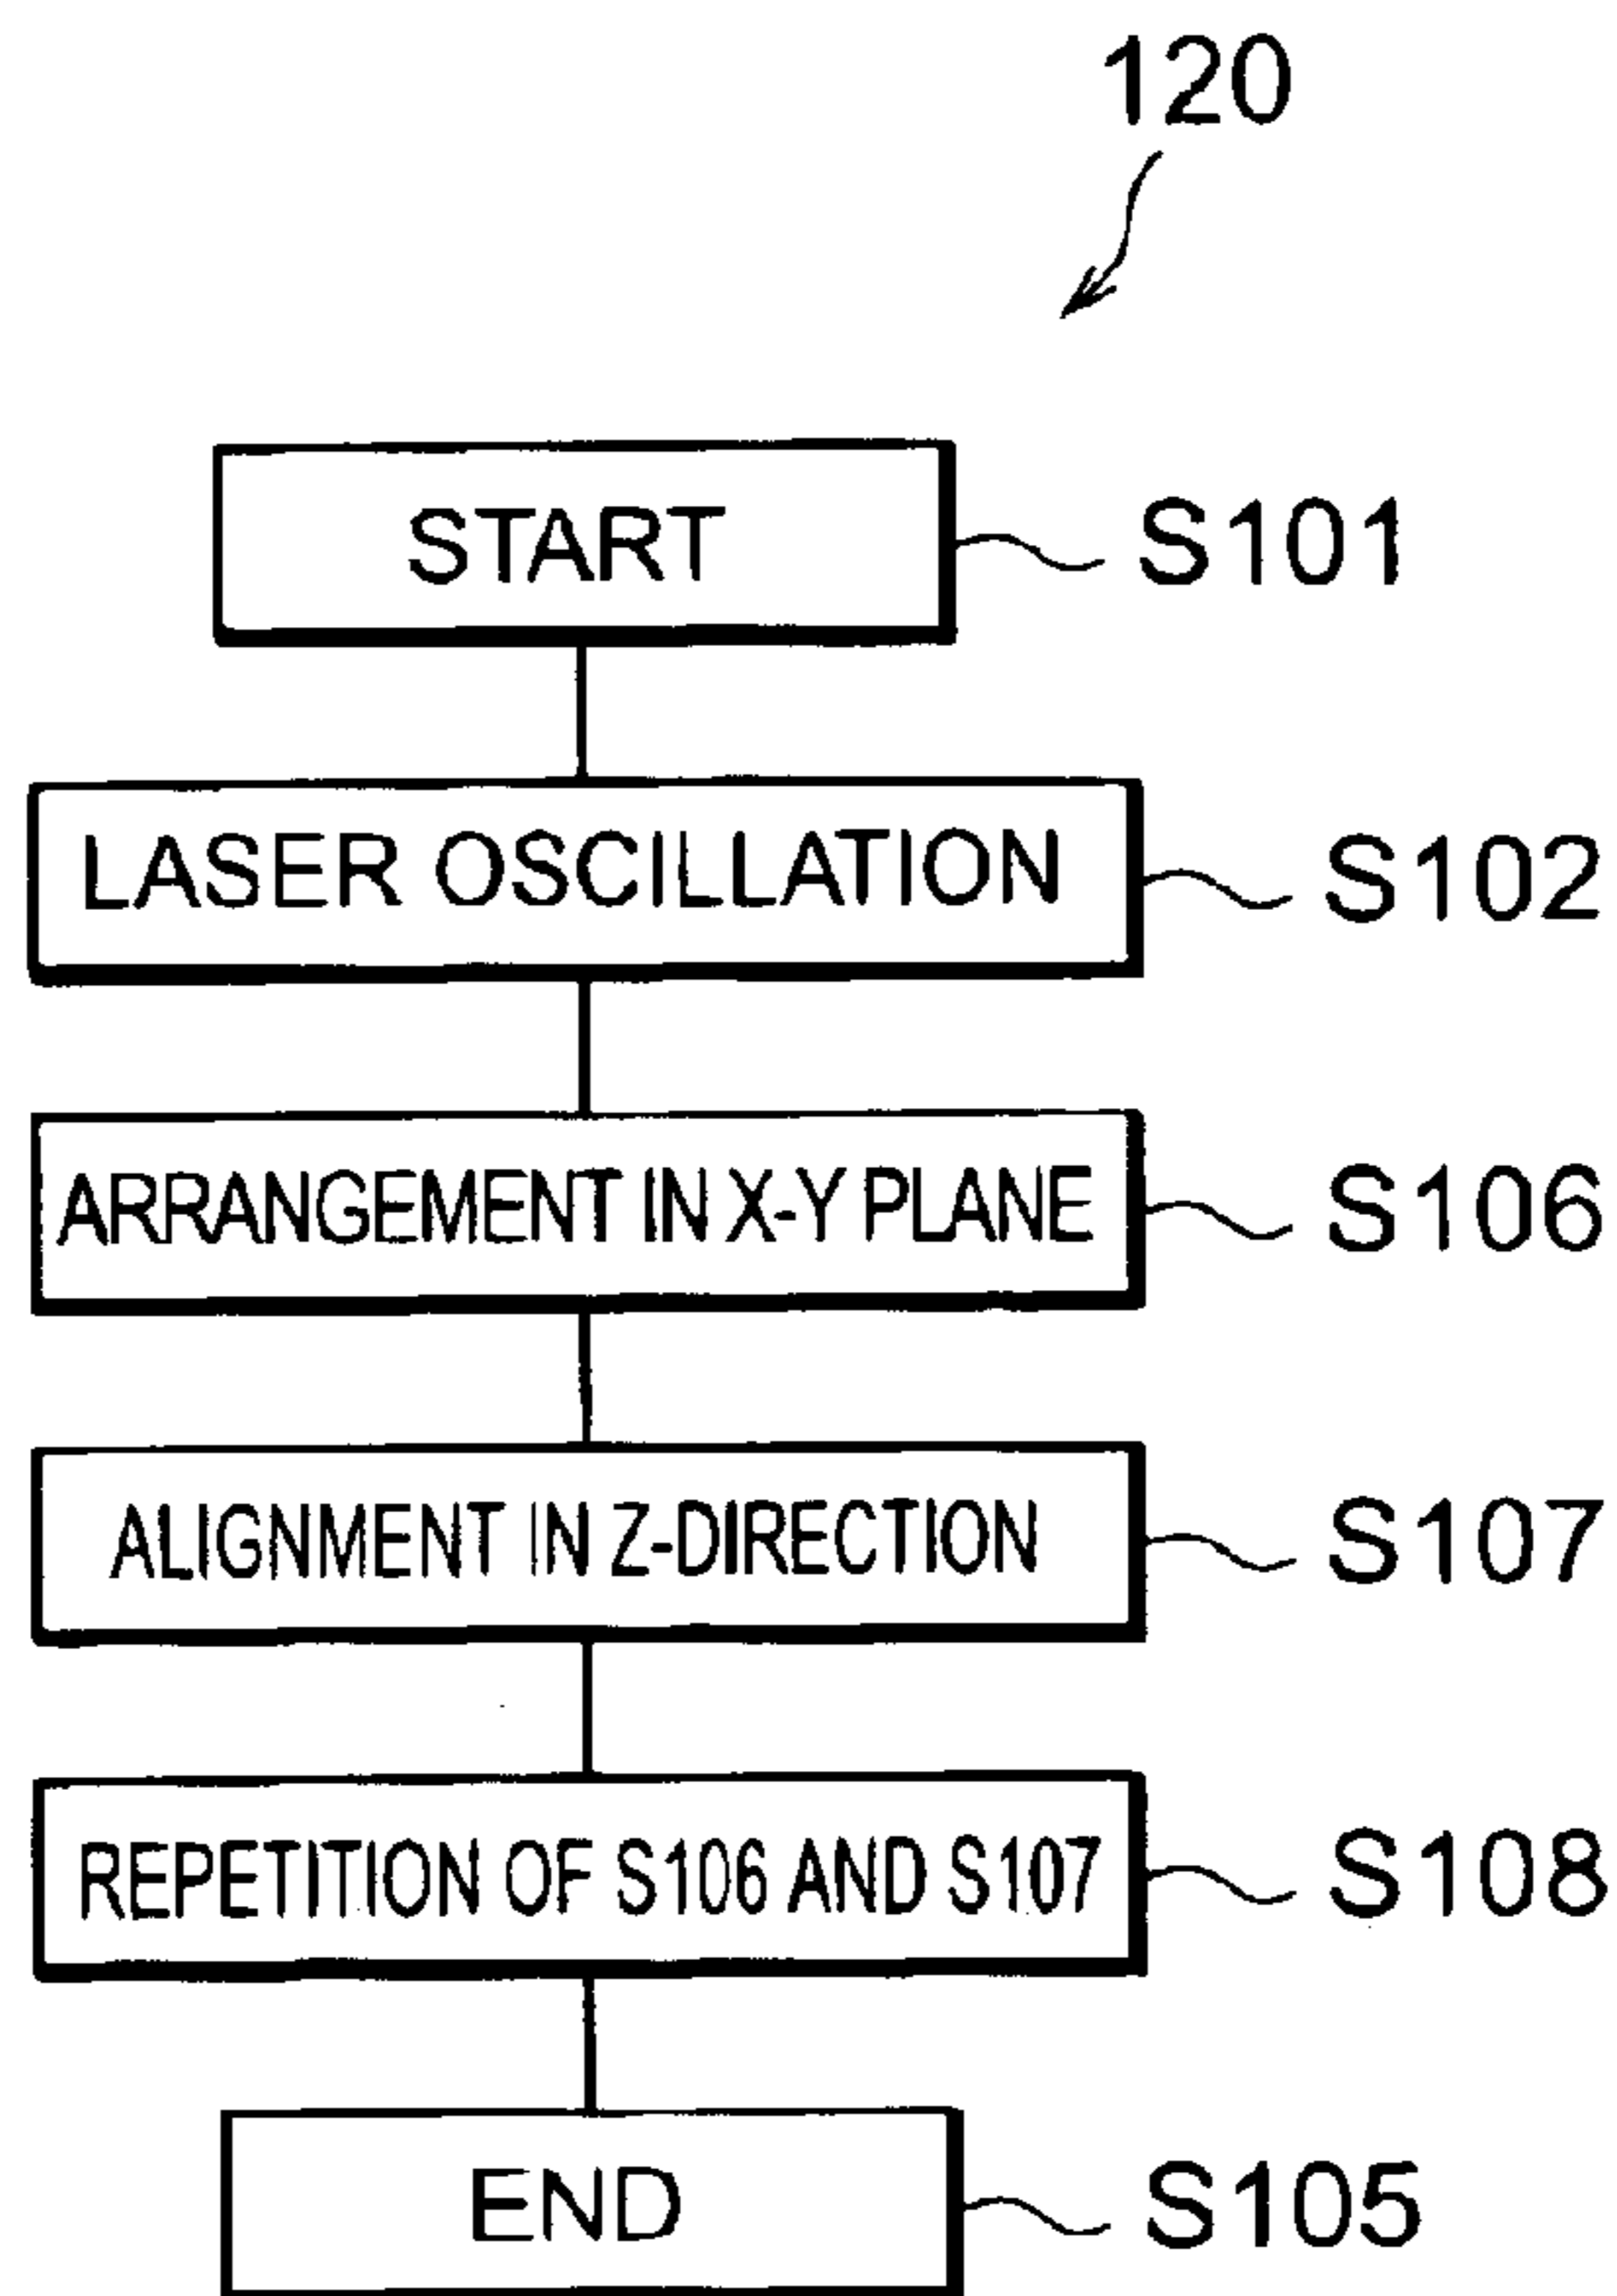 120
START S101
LASER OSCILLATION S102
ARRANGEMENT IN X-Y PLANE S106
ALIGNMENT IN Z-DIRECTION S107
REPETITION OF S106 AND S107 S108
END S105